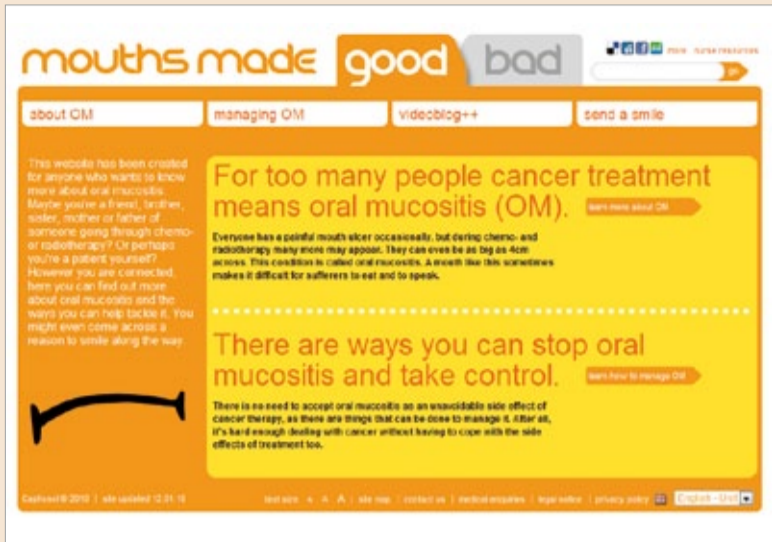 mouths made good bad
more nurse resources
go
about OM
managing OM
videoblog++
send a smile
This website has been created
for anyone who wants to know
more about oral mucositis.
Maybe you're a friend, brother,
sister, mother or father of
someone going through chemo-
or radiotherapy? Or perhaps
you're a patient yourself?
However you are connected,
here you can find out more
about oral mucositis and the
ways you can help tackle it. You
might even come across a
reason to smile along the way.
For too many people cancer treatment
means oral mucositis (OM).
learn more about OM
Everyone has a painful mouth ulcer occasionally, but during chemo- and
radiotherapy many more may appear. They can even be as big as 4cm
across. This condition is called oral mucositis. A mouth like this sometimes
makes it difficult for sufferers to eat and to speak.
There are ways you can stop oral
mucositis and take control.
learn how to manage OM
There is no need to accept oral mucositis as an unavoidable side effect of
cancer therapy, as there are things that can be done to manage it. After all,
it's hard enough dealing with cancer without having to cope with the side
effects of treatment too.
© 2010 | site updated 12.01.10
text size A A A | site map | contact us | medical enquiries | legal notice | privacy policy